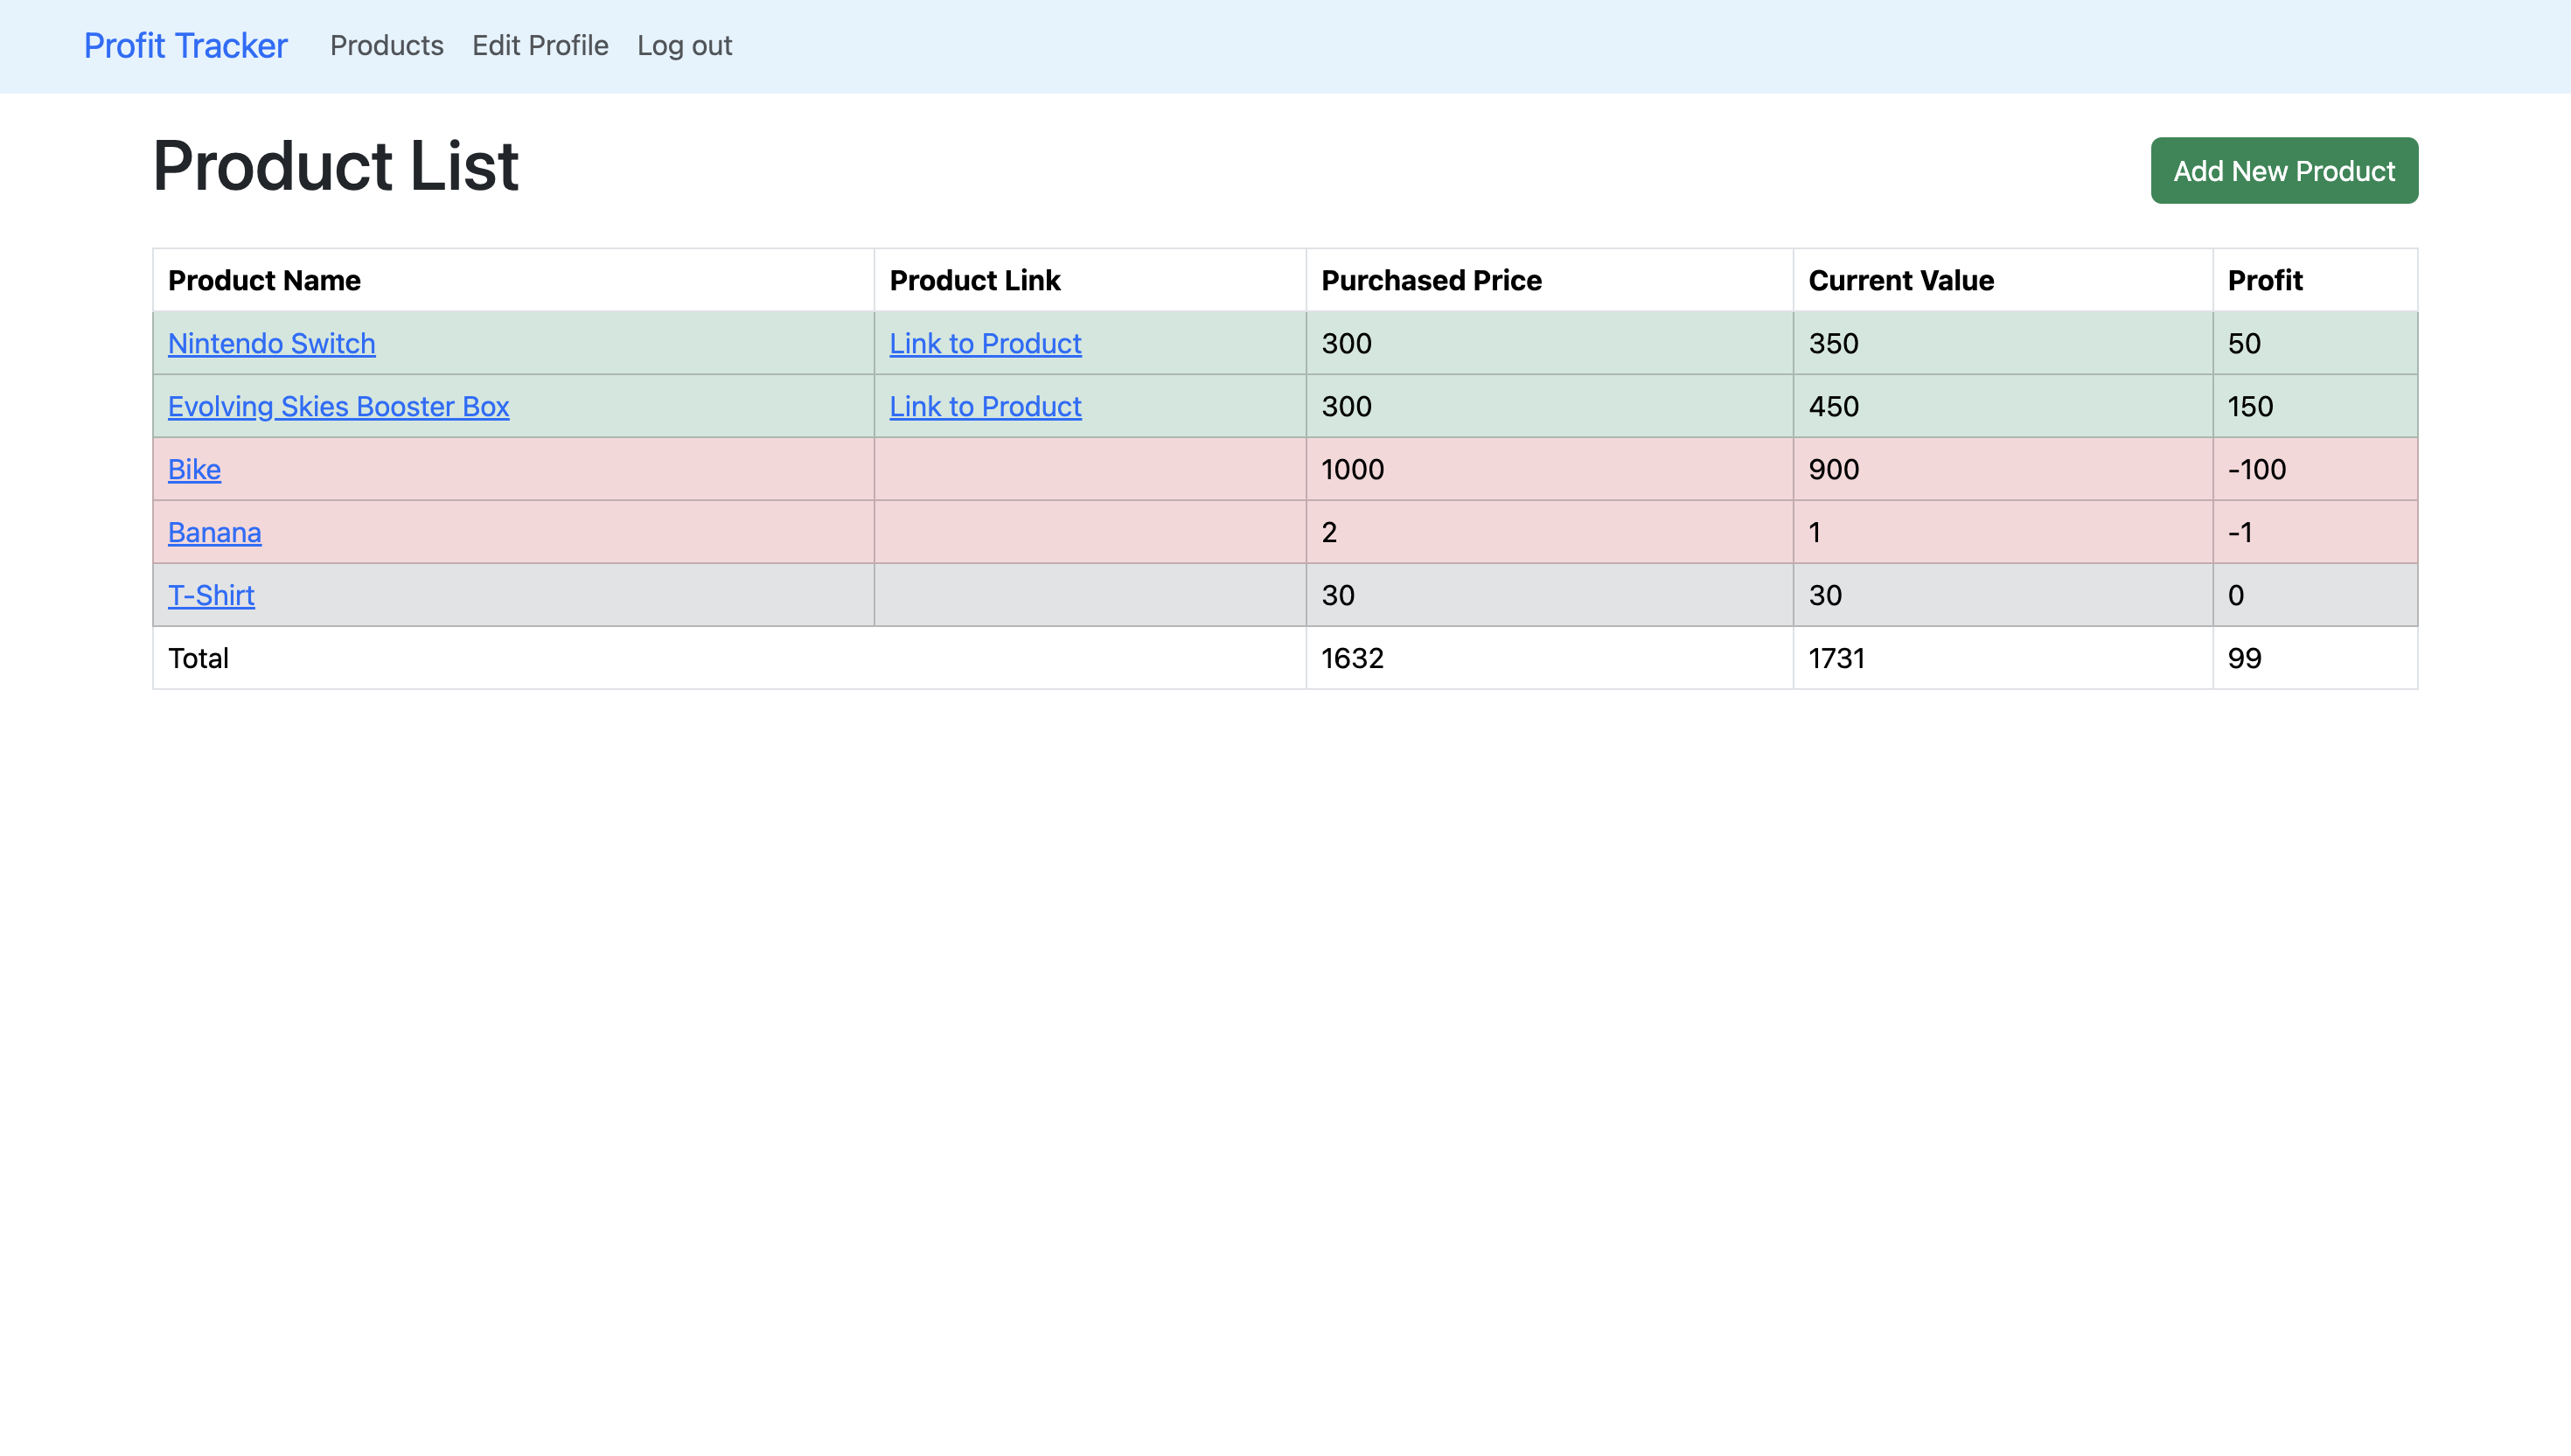 Profit Tracker Products Edit Profile Log out
Product List
Add New Product
Product Name Product Link Purchased Price Current Value Profit
Nintendo Switch Link to Product 300 350 50
Evolving Skies Booster Box Link to Product 300 450 150
Bike 1000 900 -100
Banana 2 1 -1
T-Shirt 30 30 0
Total 1632 1731 99